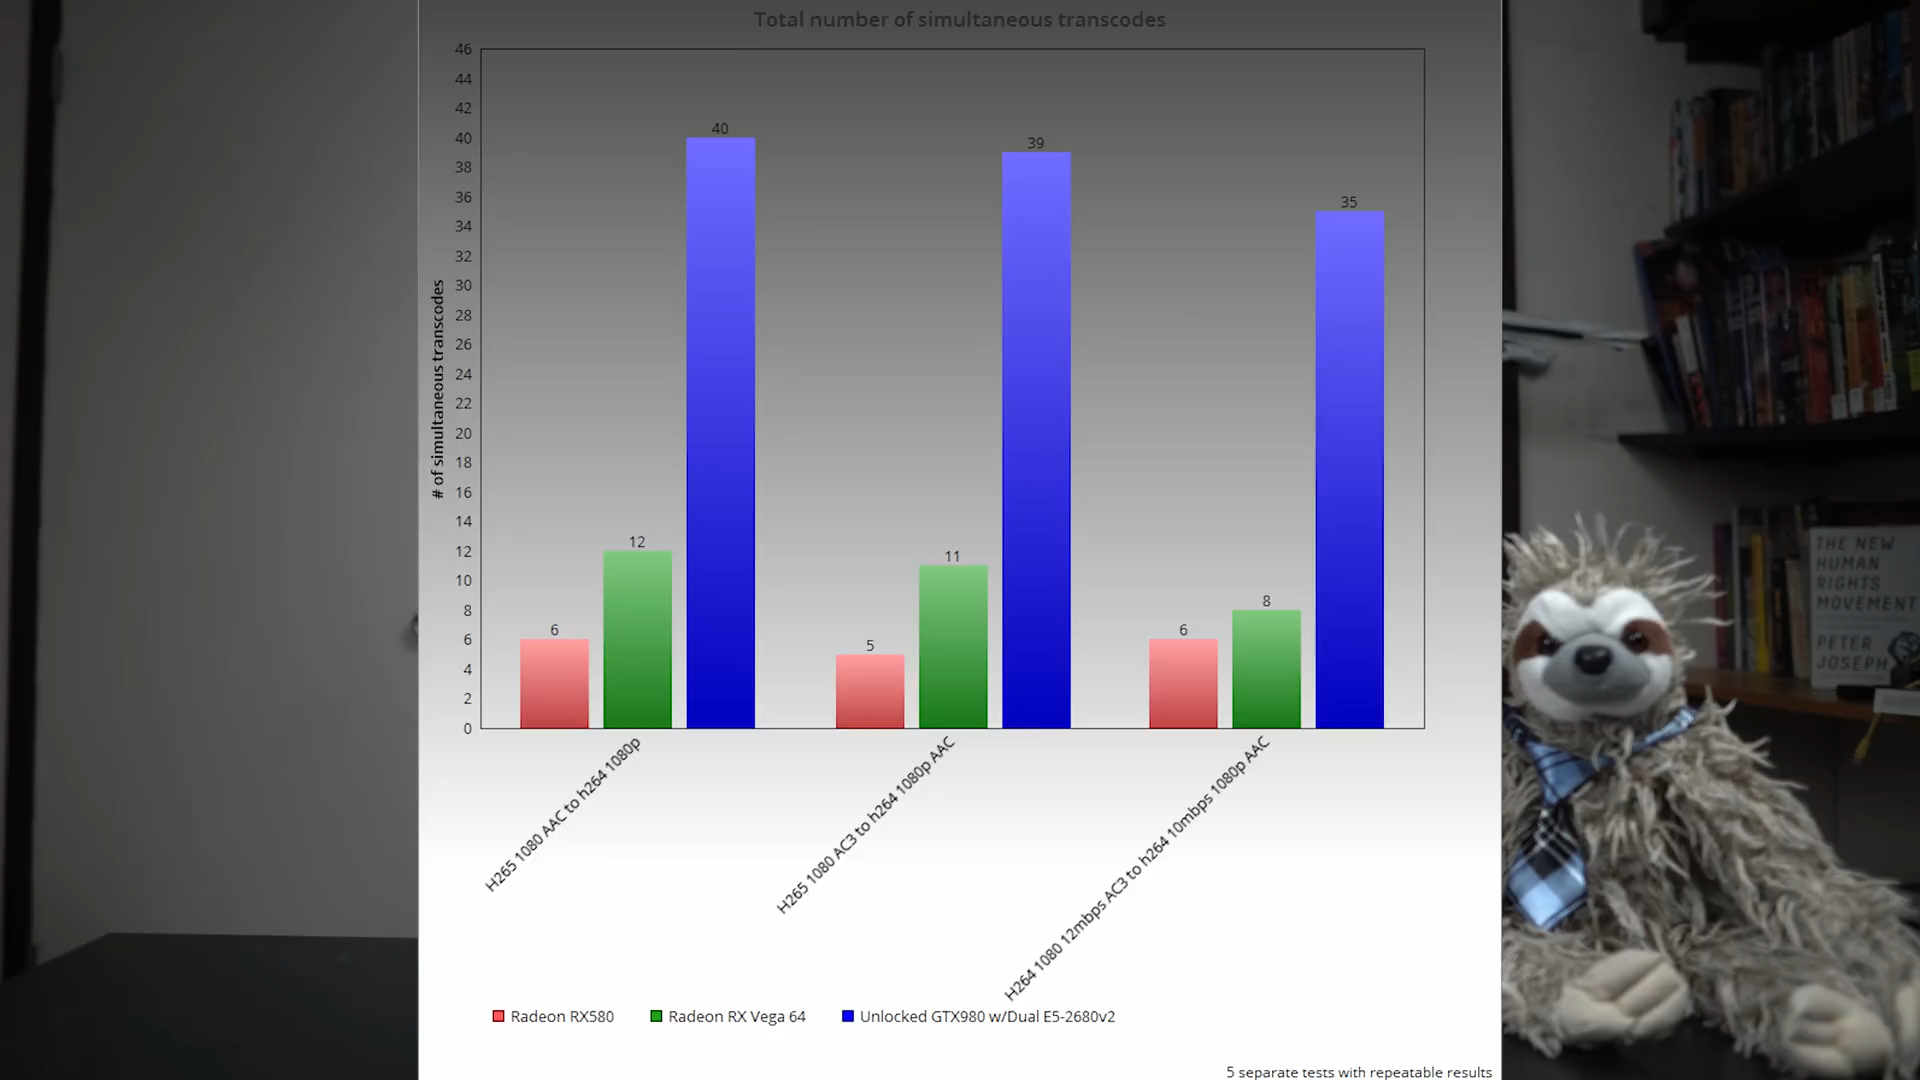 Total number of simultaneous transcodes
# of simultaneous transcodes
46
44
42
40
38
36
34
32
30
28
26
24
22
20
18
16
14
12
10
8
6
4
2
0
6
12
40
5
11
39
6
8
35
H265 1080 AAC to h264 1080p
H265 1080 AC3 to h264 1080p AAC
H264 1080 12mbps AC3 to h264 10mbps 1080p AAC
Radeon RX580
Radeon RX Vega 64
Unlocked GTX980 w/Dual E5-2680v2
5 separate tests with repeatable results
THE NEW
HUMAN
RIGHTS
MOVEMENT
PETER
JOSEPH